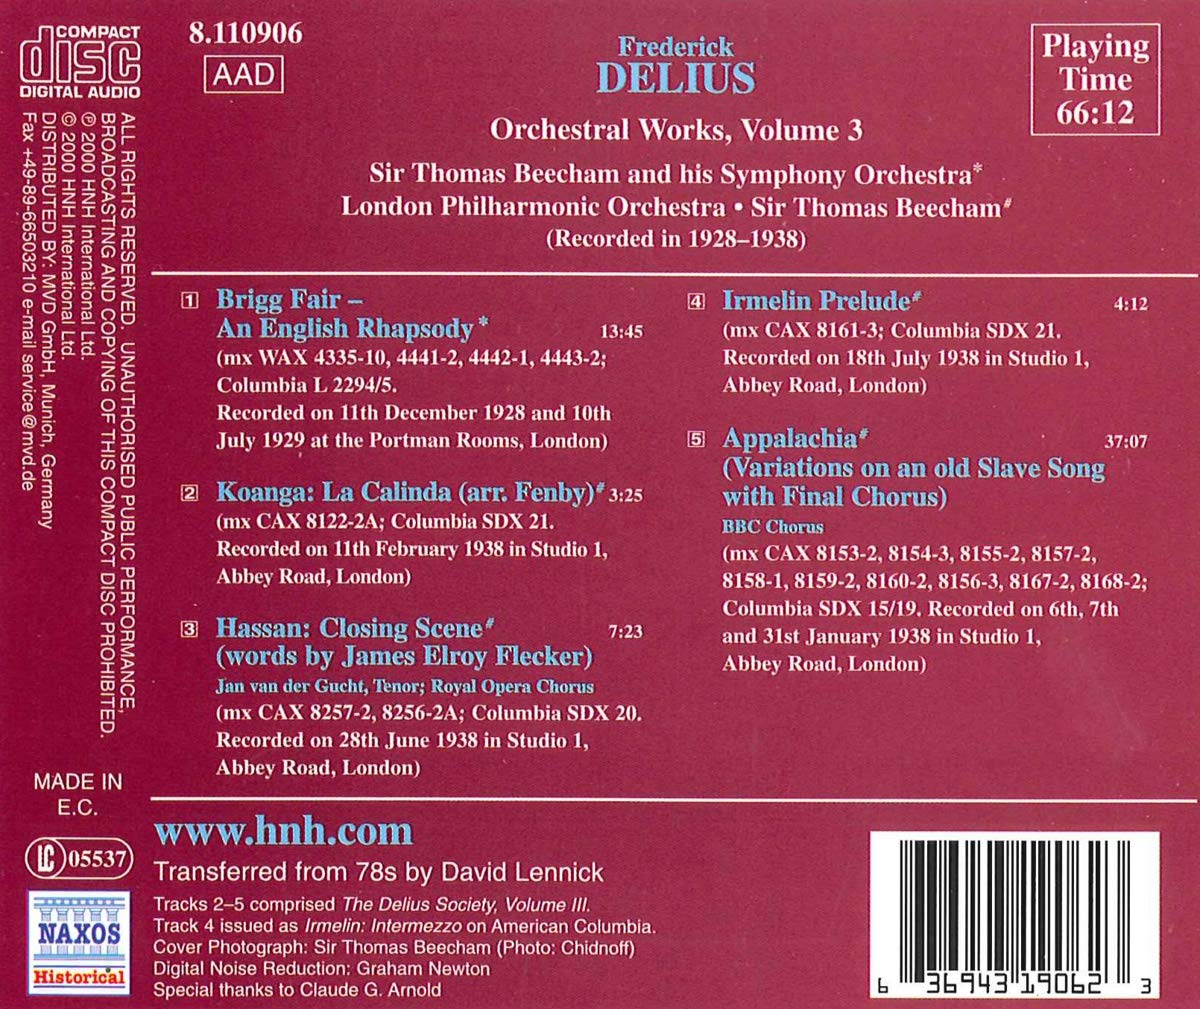 COMPACT
disc
DIGITAL AUDIO
8.110906
AAD
Frederick
DELIUS
Orchestral Works, Volume 3
Sir Thomas Beecham and his Symphony Orchestra*
London Philharmonic Orchestra • Sir Thomas Beecham#
(Recorded in 1928–1938)
Playing
Time
66:12
1 Brigg Fair –
An English Rhapsody* 13:45
(mx WAX 4335-10, 4441-2, 4442-1, 4443-2;
Columbia L 2294/5.
Recorded on 11th December 1928 and 10th
July 1929 at the Portman Rooms, London)
2 Koanga: La Calinda (arr. Fenby)# 3:25
(mx CAX 8122-2A; Columbia SDX 21.
Recorded on 11th February 1938 in Studio 1,
Abbey Road, London)
3 Hassan: Closing Scene# 7:23
(words by James Elroy Flecker)
Jan van der Gucht, Tenor; Royal Opera Chorus
(mx CAX 8257-2, 8256-2A; Columbia SDX 20.
Recorded on 28th June 1938 in Studio 1,
Abbey Road, London)
4 Irmelin Prelude# 4:12
(mx CAX 8161-3; Columbia SDX 21.
Recorded on 18th July 1938 in Studio 1,
Abbey Road, London)
5 Appalachia# 37:07
(Variations on an old Slave Song
with Final Chorus)
BBC Chorus
(mx CAX 8153-2, 8154-3, 8155-2, 8157-2,
8158-1, 8159-2, 8160-2, 8156-3, 8167-2, 8168-2;
Columbia SDX 15/19. Recorded on 6th, 7th
and 31st January 1938 in Studio 1,
Abbey Road, London)
ALL RIGHTS RESERVED. UNAUTHORISED PUBLIC PERFORMANCE,
BROADCASTING AND COPYING OF THIS COMPACT DISC PROHIBITED.
℗ 2000 HNH International Ltd.
© 2000 HNH International Ltd.
DISTRIBUTED BY: MVD GmbH, Munich, Germany
Fax +49-89-66503210 e-mail service@mvd.de
MADE IN
E.C.
LC 05537
NAXOS
Historical
www.hnh.com
Transferred from 78s by David Lennick
Tracks 2–5 comprised The Delius Society, Volume III.
Track 4 issued as Irmelin: Intermezzo on American Columbia.
Cover Photograph: Sir Thomas Beecham (Photo: Chidnoff)
Digital Noise Reduction: Graham Newton
Special thanks to Claude G. Arnold
6 36943 19062 3